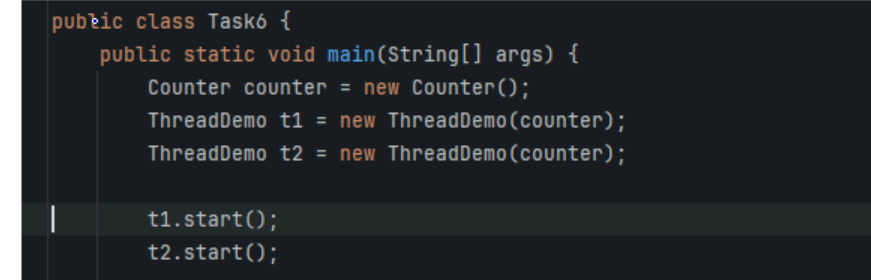 public class Task6 {
public static void main(String[] args) {
Counter counter = new Counter();
ThreadDemo t1 = new ThreadDemo(counter);
ThreadDemo t2 = new ThreadDemo(counter);
t1.start();
t2.start();